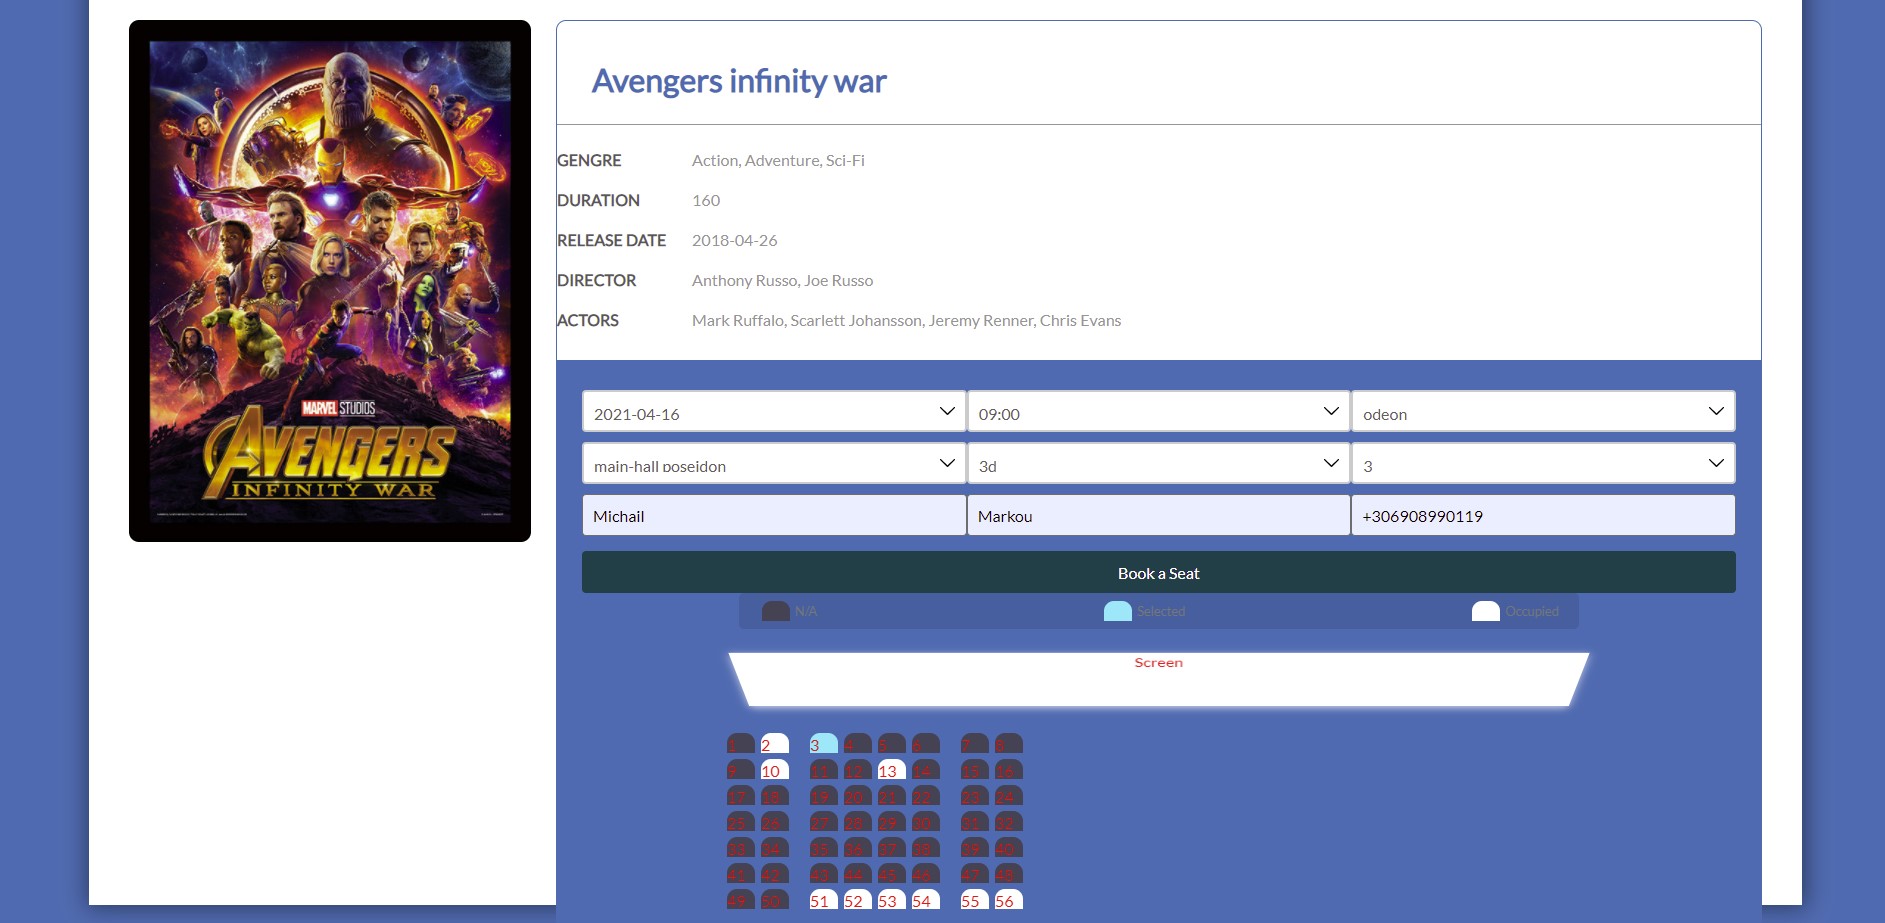 Avengers infinity war
GENGRE Action, Adventure, Sci-Fi
DURATION 160
RELEASE DATE 2018-04-26
DIRECTOR Anthony Russo, Joe Russo
ACTORS Mark Ruffalo, Scarlett Johansson, Jeremy Renner, Chris Evans
MARVEL STUDIOS
AVENGERS
INFINITY WAR
2021-04-16 09:00 odeon
main-hall poseidon 3d 3
Michail Markou +306908990119
Book a Seat
N/A Selected Occupied
Screen
1 2 3 4 5 6 7 8
9 10 11 12 13 14 15 16
17 18 19 20 21 22 23 24
25 26 27 28 29 30 31 32
33 34 35 36 37 38 39 40
41 42 43 44 45 46 47 48
49 50 51 52 53 54 55 56